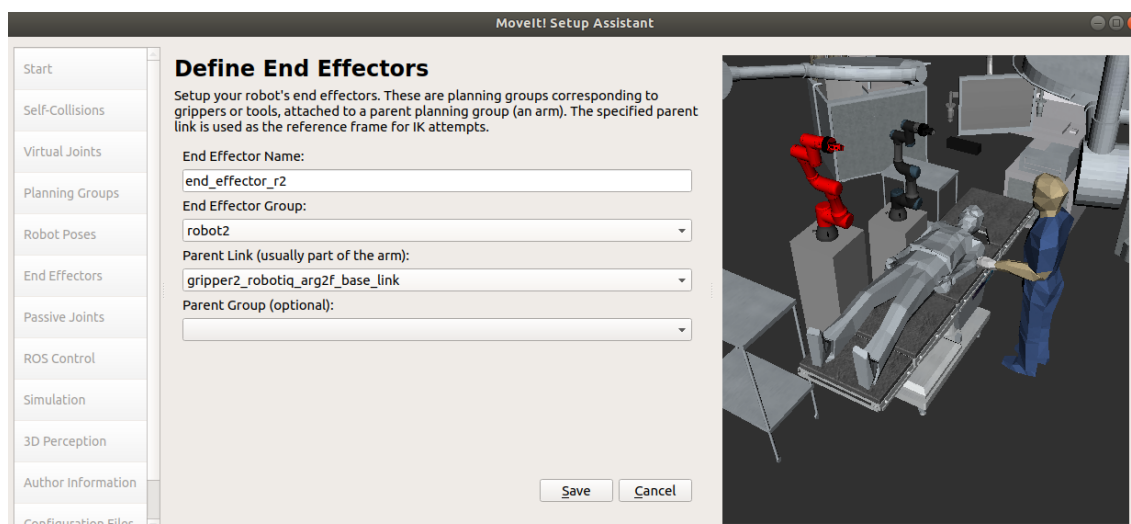 MoveIt! Setup Assistant
Start
Self-Collisions
Virtual Joints
Planning Groups
Robot Poses
End Effectors
Passive Joints
ROS Control
Simulation
3D Perception
Author Information
Configuration Files
Define End Effectors
Setup your robot's end effectors. These are planning groups corresponding to
grippers or tools, attached to a parent planning group (an arm). The specified parent
link is used as the reference frame for IK attempts.
End Effector Name:
end_effector_r2
End Effector Group:
robot2
Parent Link (usually part of the arm):
gripper2_robotiq_arg2f_base_link
Parent Group (optional):
Save
Cancel